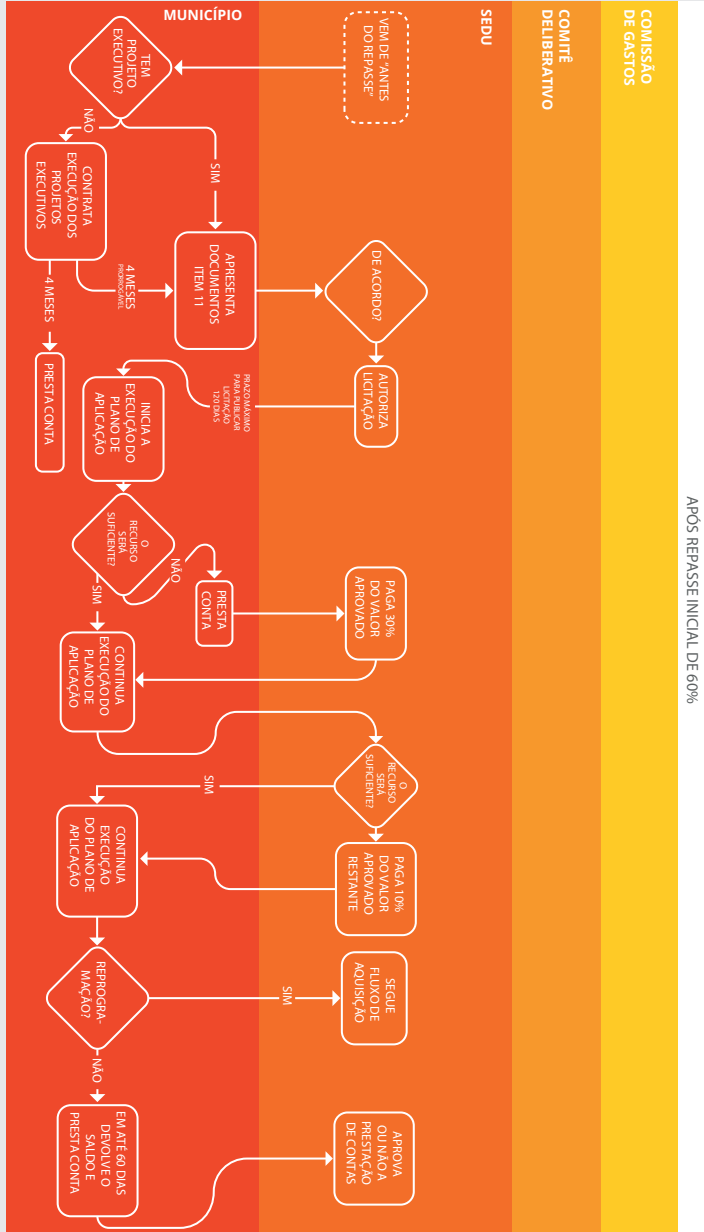 APÓS REPASSE INICIAL DE 60%
COMISSÃO
DE GASTOS
COMITÊ
DELIBERATIVO
SEDU
MUNICÍPIO
VEM DE “ANTES
DO REPASSE”
TEM
PROJETO
EXECUTIVO?
NÃO
SIM
CONTRATA
EXECUÇÃO DOS
PROJETOS
EXECUTIVOS
4 MESES
PRORROGÁVEL
4 MESES
PRESTA CONTA
APRESENTA
DOCUMENTOS
ITEM 11
DE ACORDO?
AUTORIZA
LICITAÇÃO
PRAZO MÁXIMO
PARA PUBLICAR
LICITAÇÃO
120 DIAS
INICIA A
EXECUÇÃO DO
PLANO DE
APLICAÇÃO
O
RECURSO
SERÁ
SUFICIENTE?
NÃO
SIM
PRESTA
CONTA
PAGA 30%
DO VALOR
APROVADO
CONTINUA
EXECUÇÃO DO
PLANO DE
APLICAÇÃO
O
RECURSO
SERÁ
SUFICIENTE?
SIM
PAGA 10%
DO VALOR
APROVADO
RESTANTE
CONTINUA
EXECUÇÃO
DO PLANO DE
APLICAÇÃO
REPROGRA-
MAÇÃO?
SIM
NÃO
SEGUE
FLUXO DE
AQUISIÇÃO
EM ATÉ 60 DIAS
DEVOLVE O
SALDO E
PRESTA CONTA
APROVA
OU NÃO A
PRESTAÇÃO
DE CONTAS